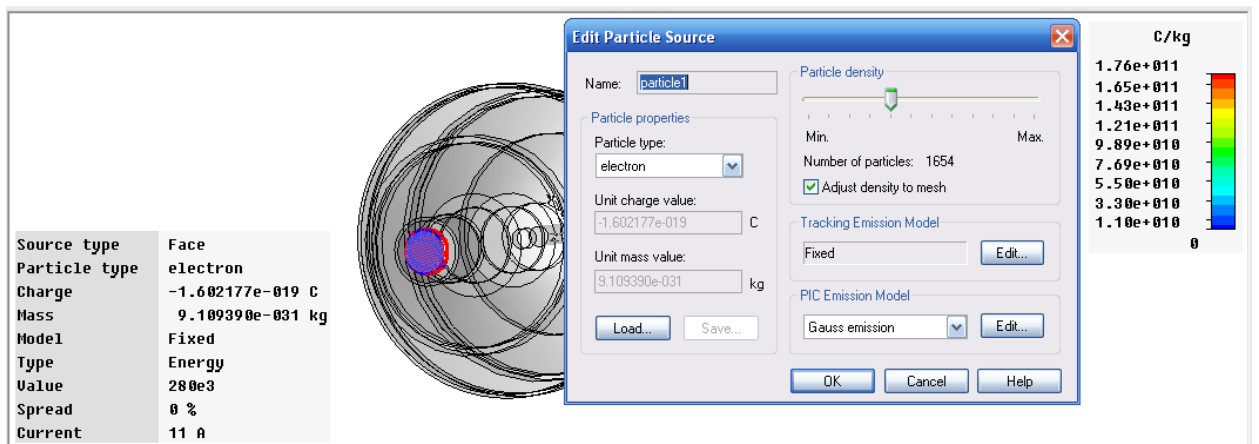 Source type Face
Particle type electron
Charge -1.602177e-019 C
Mass 9.109390e-031 kg
Model Fixed
Type Energy
Value 280e3
Spread 0 %
Current 11 A
Edit Particle Source
Name: particle1
Particle properties
Particle type:
electron
Unit charge value:
-1.602177e-019 C
Unit mass value:
9.109390e-031 kg
Load... Save...
Particle density
Min. Max.
Number of particles: 1654
Adjust density to mesh
Tracking Emission Model
Fixed Edit...
PIC Emission Model
Gauss emission Edit...
OK Cancel Help
C/kg
1.76e+011
1.65e+011
1.43e+011
1.21e+011
9.89e+010
7.69e+010
5.50e+010
3.30e+010
1.10e+010
0